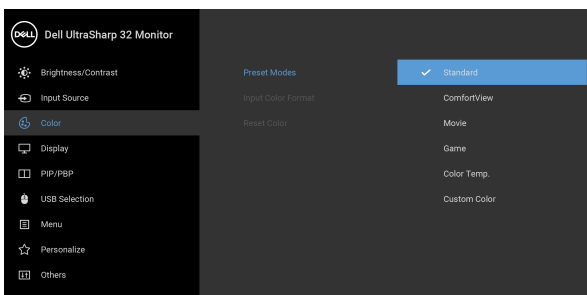 DELL Dell UltraSharp 32 Monitor
Brightness/Contrast
Preset Modes
Standard
Input Source
Input Color Format
ComfortView
Color
Reset Color
Movie
Display
Game
PIP/PBP
Color Temp.
USB Selection
Custom Color
Menu
Personalize
Others